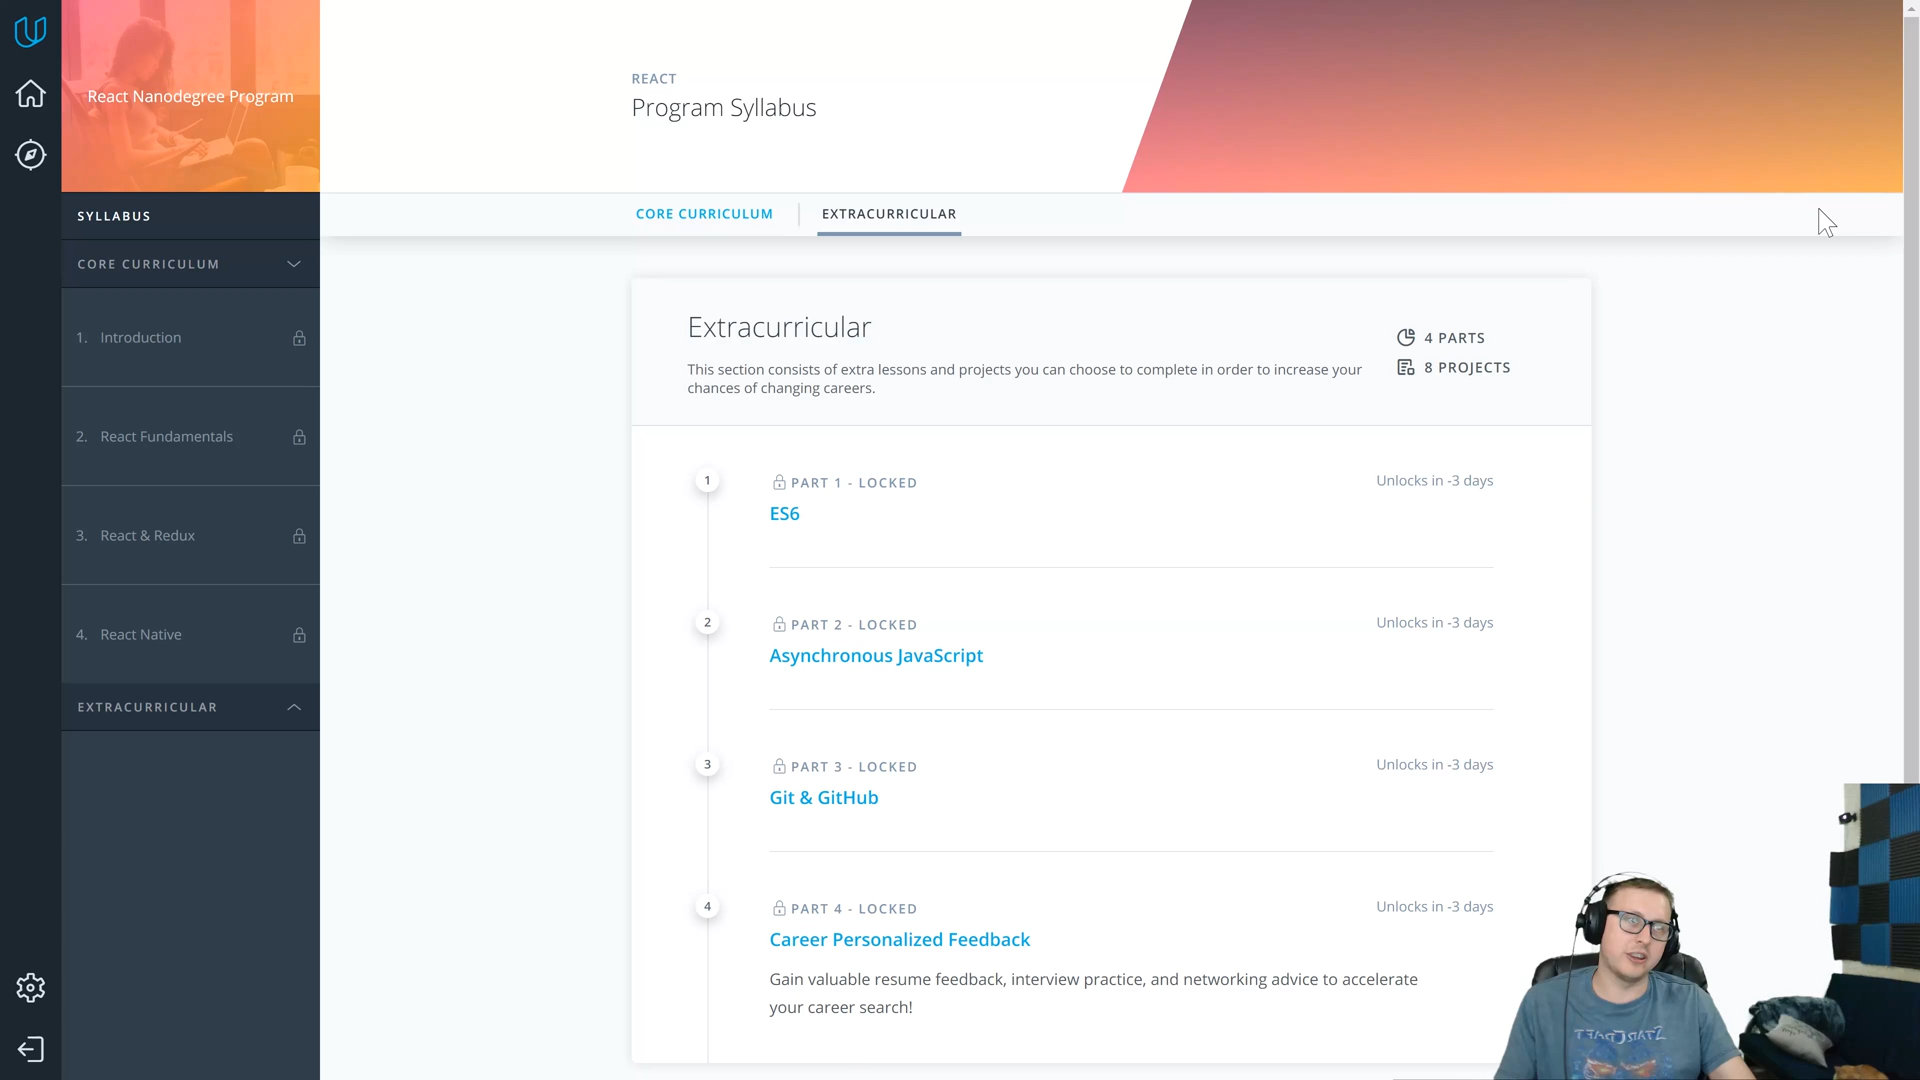 React Nanodegree Program
SYLLABUS
CORE CURRICULUM
1. Introduction
2. React Fundamentals
3. React & Redux
4. React Native
EXTRACURRICULAR
REACT
Program Syllabus
CORE CURRICULUM
EXTRACURRICULAR
Extracurricular
This section consists of extra lessons and projects you can choose to complete in order to increase your
chances of changing careers.
4 PARTS
8 PROJECTS
1
PART 1 - LOCKED
Unlocks in -3 days
ES6
2
PART 2 - LOCKED
Unlocks in -3 days
Asynchronous JavaScript
3
PART 3 - LOCKED
Unlocks in -3 days
Git & GitHub
4
PART 4 - LOCKED
Unlocks in -3 days
Career Personalized Feedback
Gain valuable resume feedback, interview practice, and networking advice to accelerate
your career search!
STARCRAFT